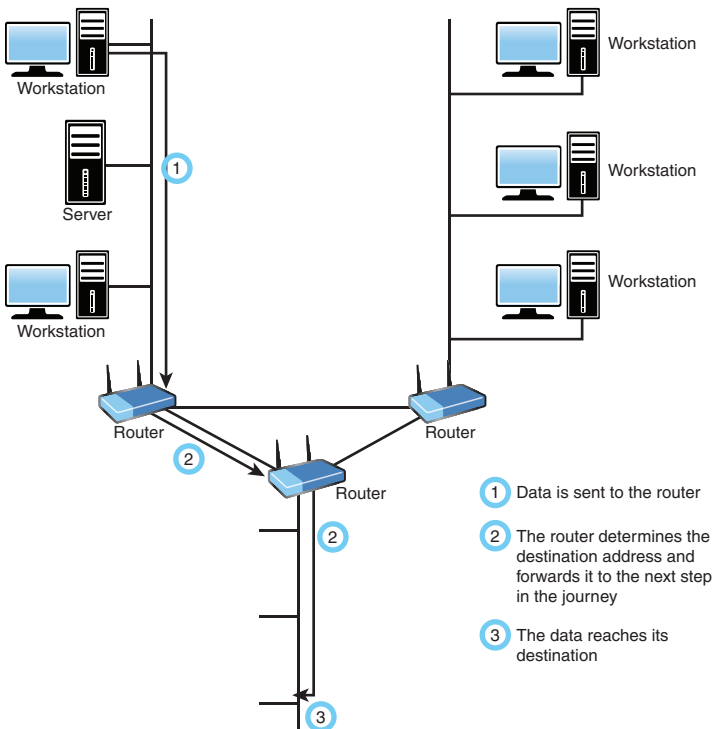 Workstation
Workstation
1
Server
Workstation
Workstation
Workstation
Router
Router
2
Router
2
3
1 Data is sent to the router
2 The router determines the
destination address and
forwards it to the next step
in the journey
3 The data reaches its
destination